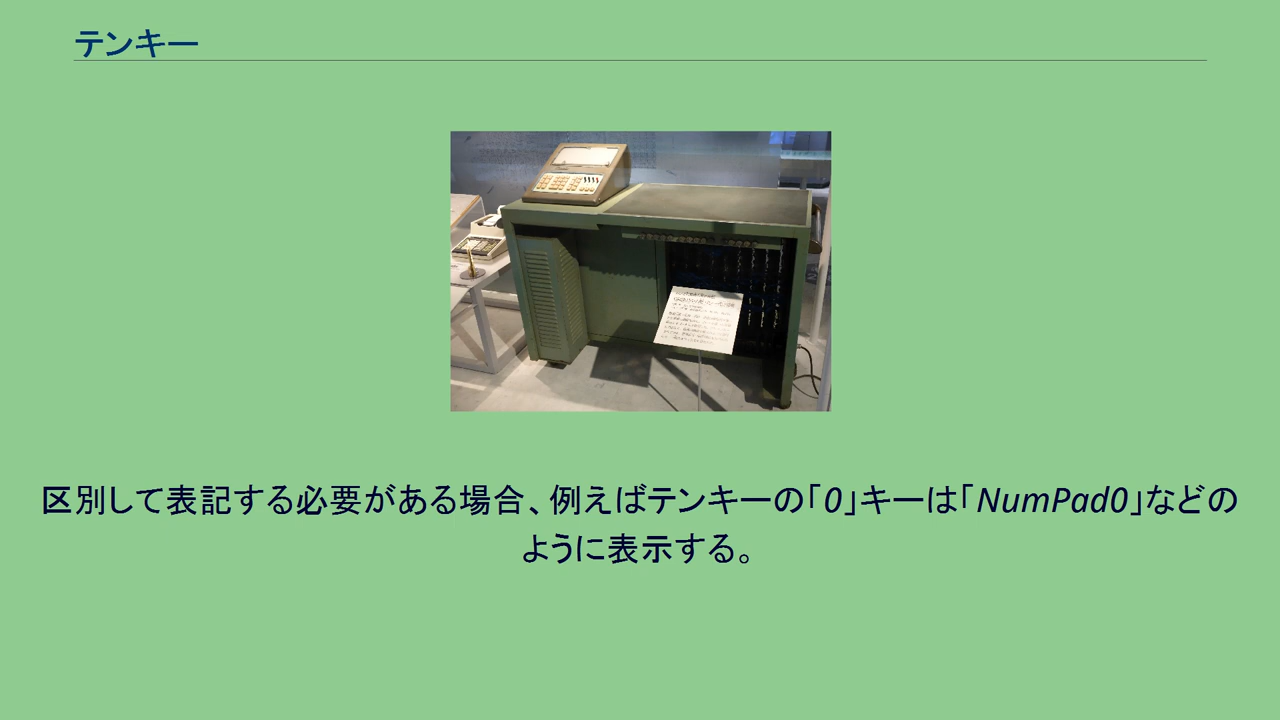 テンキー
区別して表記する必要がある場合、例えばテンキーの「0」キーは「NumPad0」などの
ように表示する。